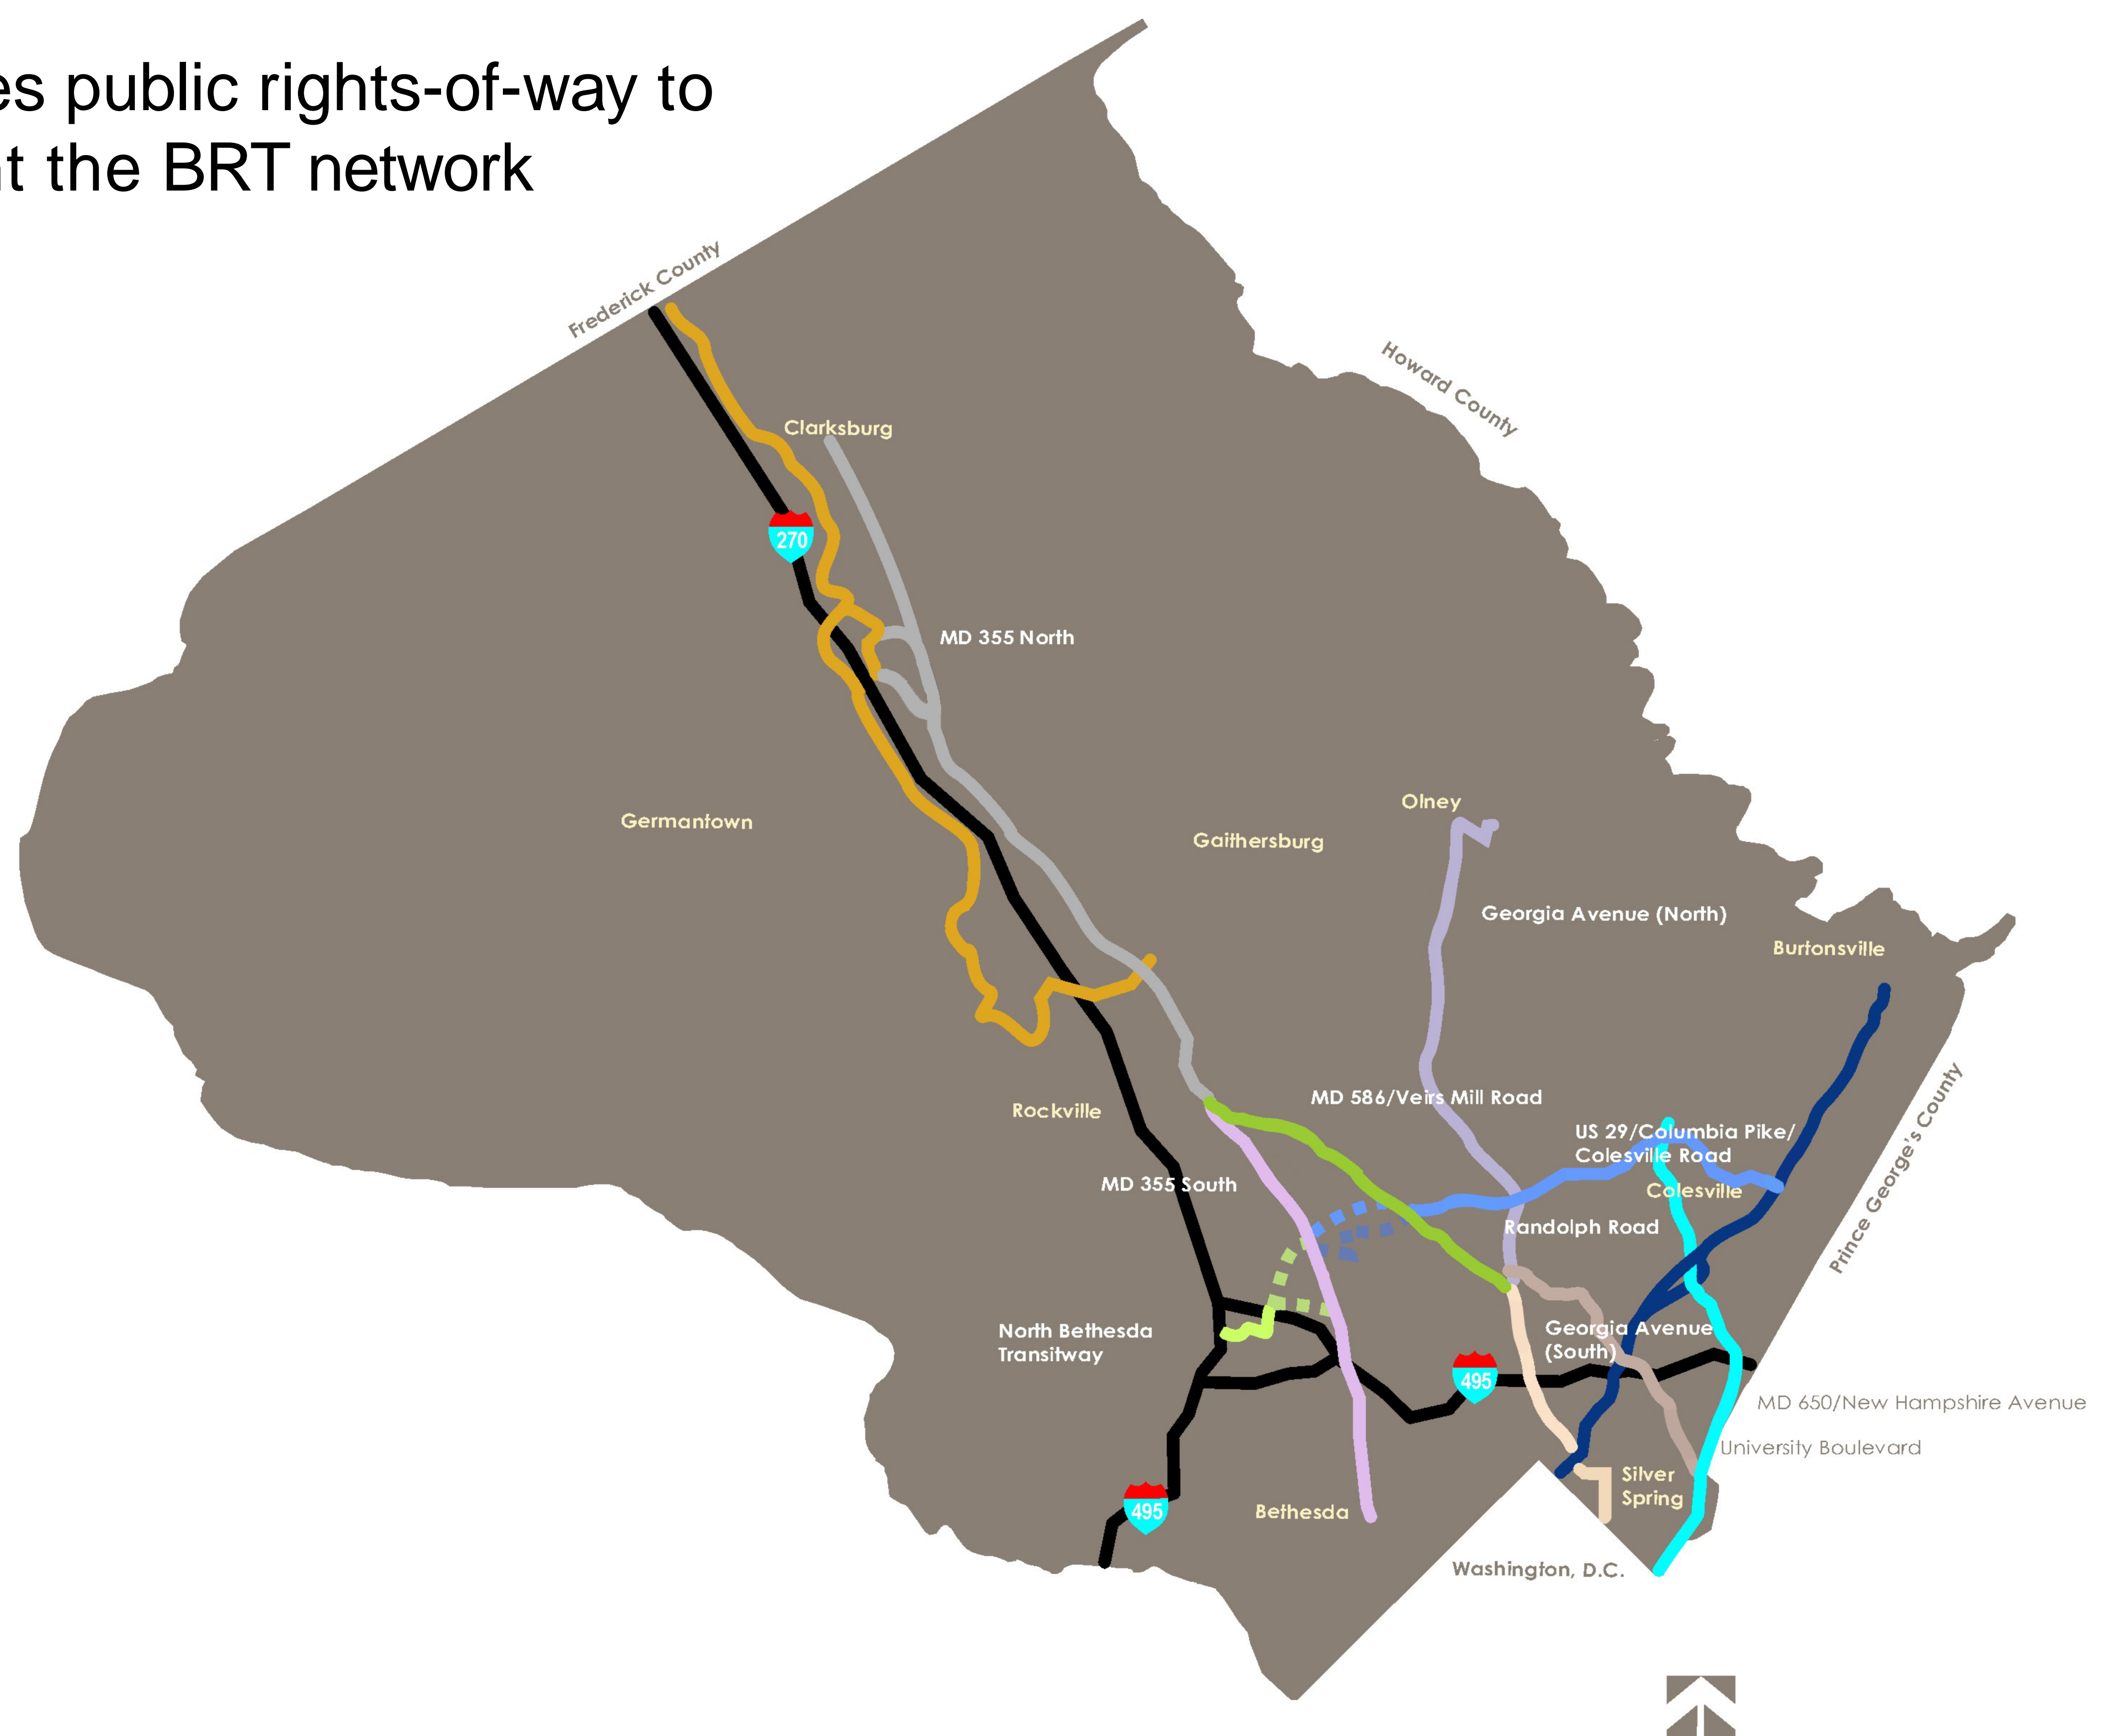 es public rights-of-way to
the BRT network
Frederick County
Howard County
Clarksburg
270
MD 355 North
Germantown
Olney
Gaithersburg
Georgia Avenue (North)
Burtonsville
Rockville
MD 586/Veirs Mill Road
US 29/Columbia Pike/
Colesville Road
MD 355 South
Colesville
Randolph Road
Prince George's County
North Bethesda
Transitway
Georgia Avenue
(South)
495
MD 650/New Hampshire Avenue
University Boulevard
Silver
Spring
495
Bethesda
Washington, D.C.